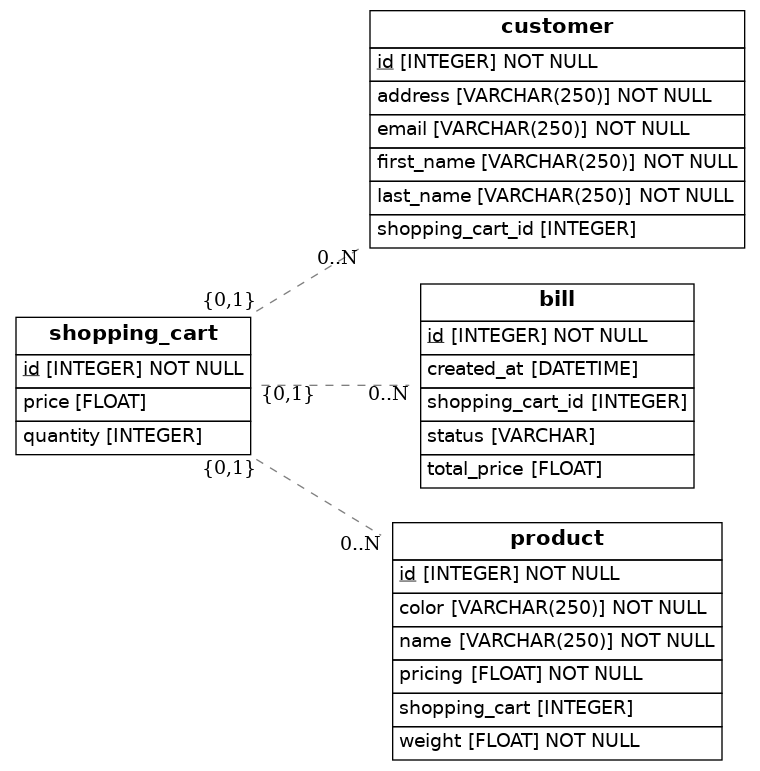 customer
id [INTEGER] NOT NULL
address [VARCHAR(250)] NOT NULL
email [VARCHAR(250)] NOT NULL
first_name [VARCHAR(250)] NOT NULL
last_name [VARCHAR(250)] NOT NULL
shopping_cart_id [INTEGER]
0..N
{0,1}
shopping_cart
id [INTEGER] NOT NULL
price [FLOAT]
quantity [INTEGER]
{0,1}
0..N
bill
id [INTEGER] NOT NULL
created_at [DATETIME]
shopping_cart_id [INTEGER]
status [VARCHAR]
total_price [FLOAT]
{0,1}
0..N
product
id [INTEGER] NOT NULL
color [VARCHAR(250)] NOT NULL
name [VARCHAR(250)] NOT NULL
pricing [FLOAT] NOT NULL
shopping_cart [INTEGER]
weight [FLOAT] NOT NULL